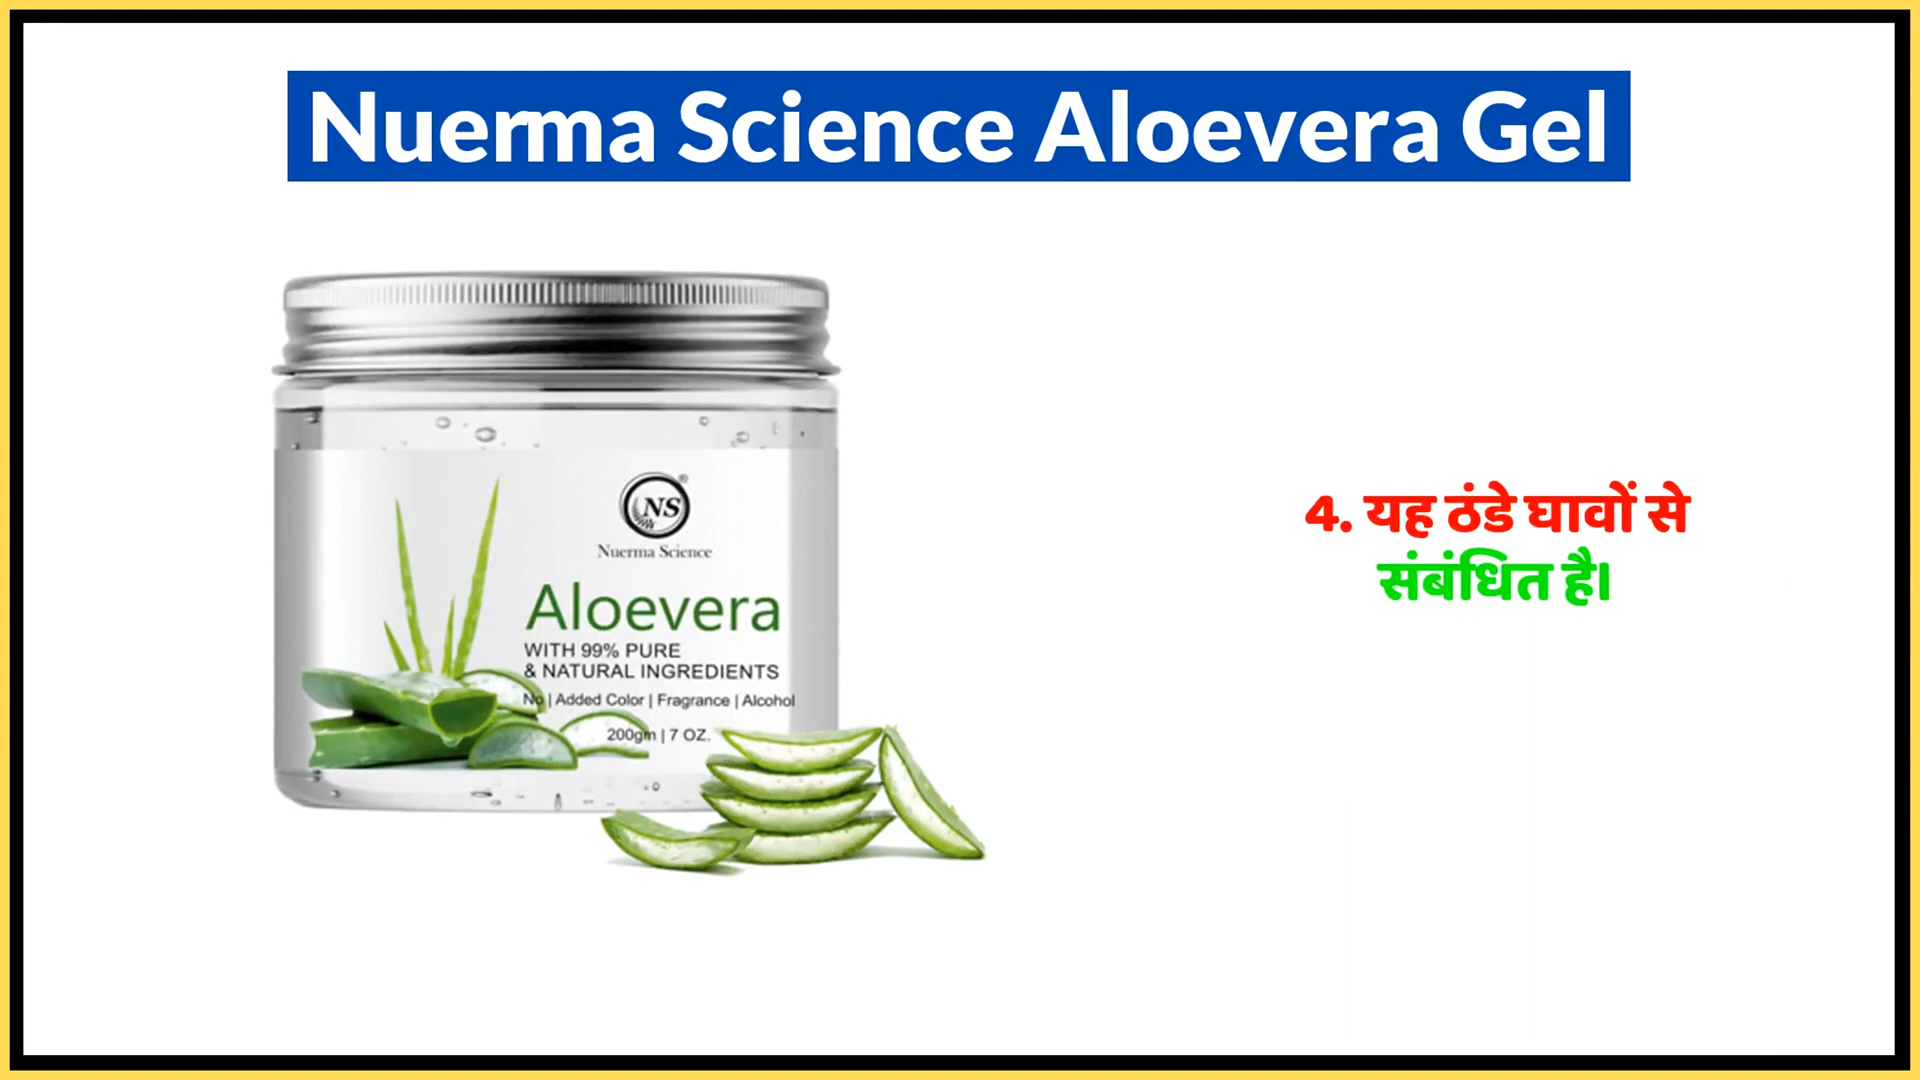 Nuerma Science Aloevera Gel
NS
®
Nuerma Science
Aloevera
WITH 99% PURE
& NATURAL INGREDIENTS
No | Added Color | Fragrance | Alcohol
200gm | 7 OZ.
4. यह ठंडे घावों से
संबंधित है।